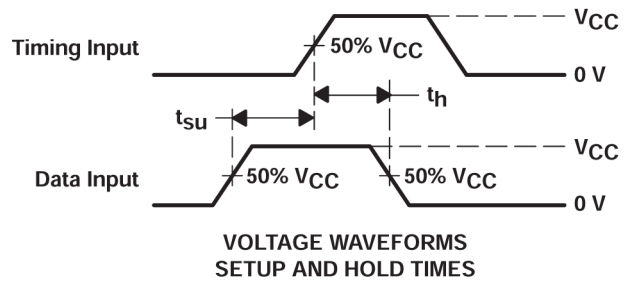 VCC
Timing Input
50% VCC
0 V
th
tsu
VCC
Data Input
50% VCC
50% VCC
0 V
VOLTAGE WAVEFORMS
SETUP AND HOLD TIMES